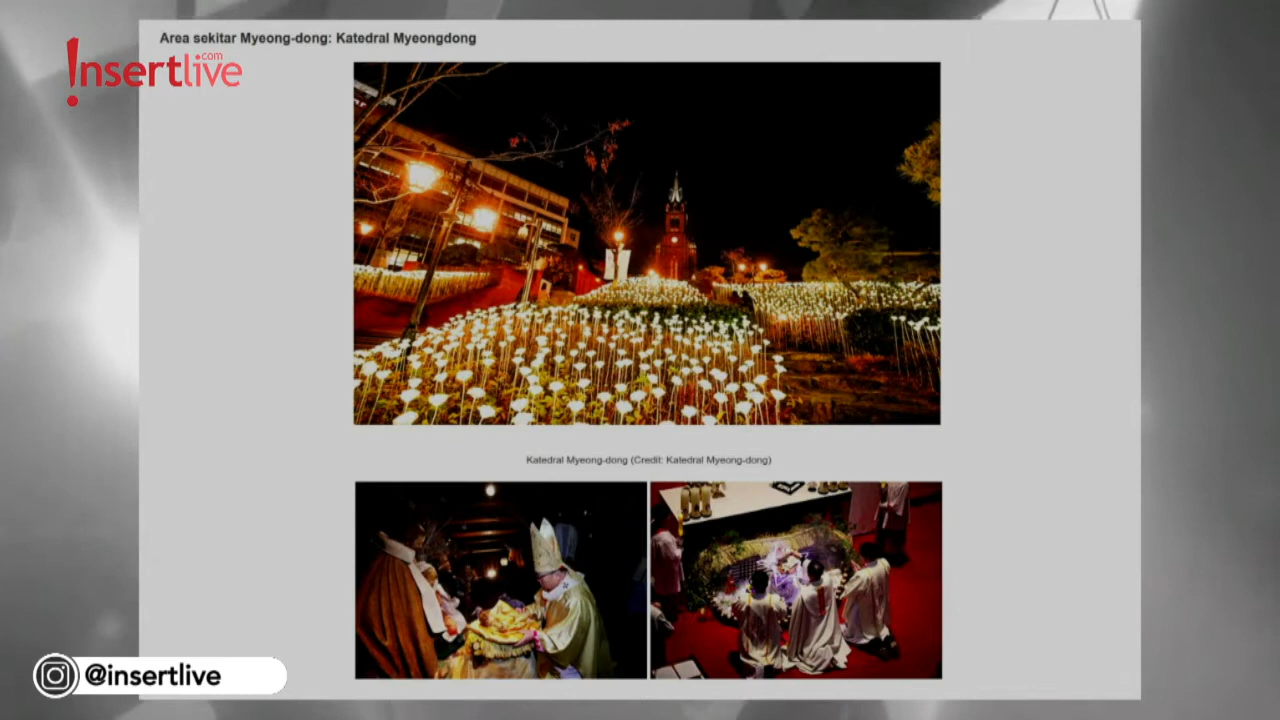 Area sekitar Myeong-dong: Katedral Myeongdong
insertlive
.com
Katedral Myeong-dong (Credit: Katedral Myeong-dong)
@insertlive